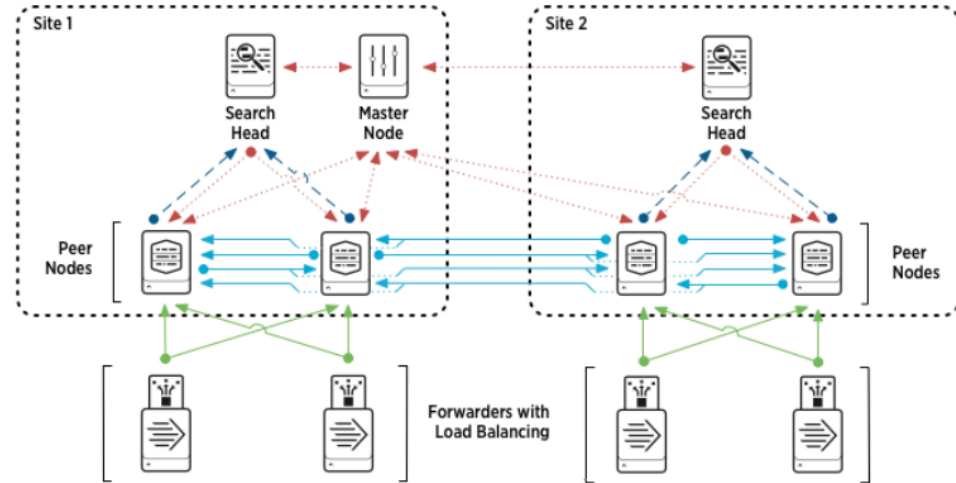 Site 1
Site 2
Search
Head
Master
Node
Search
Head
Peer
Nodes
Peer
Nodes
Forwarders with
Load Balancing